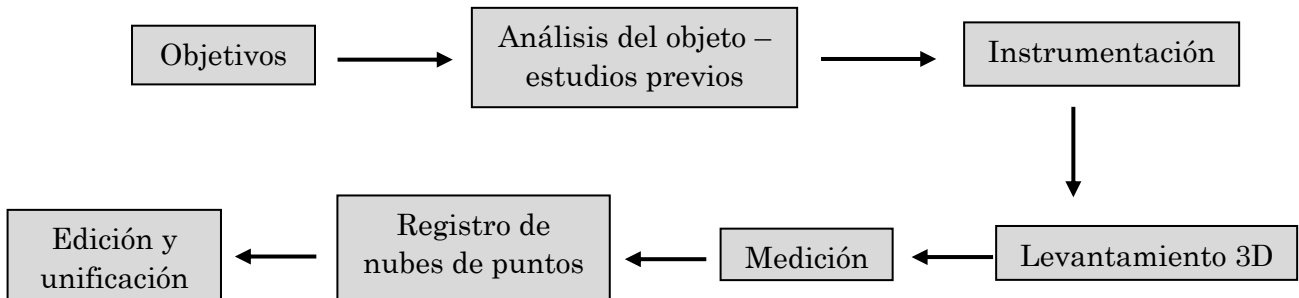 Objetivos
Análisis del objeto –
estudios previos
Instrumentación
Levantamiento 3D
Medición
Registro de
nubes de puntos
Edición y
unificación